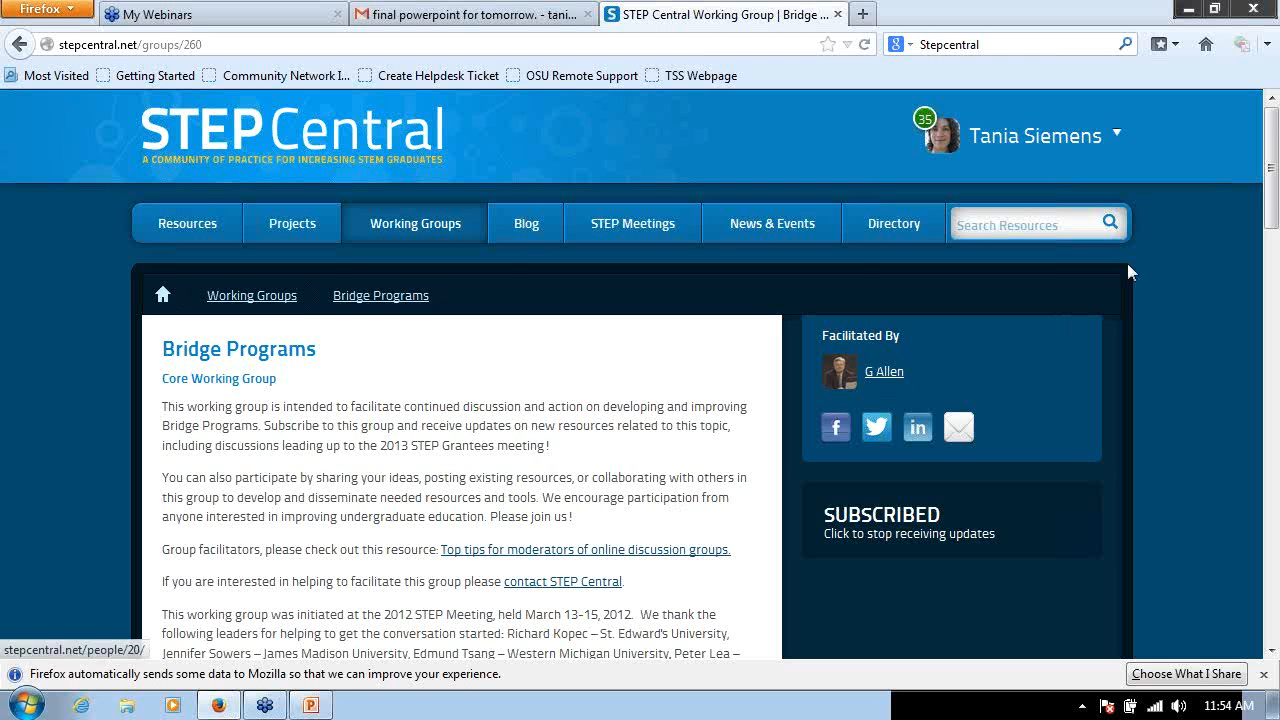 Firefox
My Webinars
final powerpoint for tomorrow. - tani...
STEP Central Working Group | Bridge ...
stepcentral.net/groups/260
Stepcentral
Most Visited
Getting Started
Community Network I...
Create Helpdesk Ticket
OSU Remote Support
TSS Webpage
STEP Central
A COMMUNITY OF PRACTICE FOR INCREASING STEM GRADUATES
35
Tania Siemens
Resources
Projects
Working Groups
Blog
STEP Meetings
News & Events
Directory
Search Resources
Working Groups
Bridge Programs
Bridge Programs
Core Working Group
This working group is intended to facilitate continued discussion and action on developing and improving
Bridge Programs. Subscribe to this group and receive updates on new resources related to this topic,
including discussions leading up to the 2013 STEP Grantees meeting!
You can also participate by sharing your ideas, posting existing resources, or collaborating with others in
this group to develop and disseminate needed resources and tools. We encourage participation from
anyone interested in improving undergraduate education. Please join us!
Group facilitators, please check out this resource: Top tips for moderators of online discussion groups.
If you are interested in helping to facilitate this group please contact STEP Central.
This working group was initiated at the 2012 STEP Meeting, held March 13-15, 2012. We thank the
following leaders for helping to get the conversation started: Richard Kopec – St. Edward's University,
Jennifer Sowers – James Madison University, Edmund Tsang – Western Michigan University, Peter Lea –
Facilitated By
G Allen
SUBSCRIBED
Click to stop receiving updates
stepcentral.net/people/20/
Firefox automatically sends some data to Mozilla so that we can improve your experience.
Choose What I Share
11:54 AM